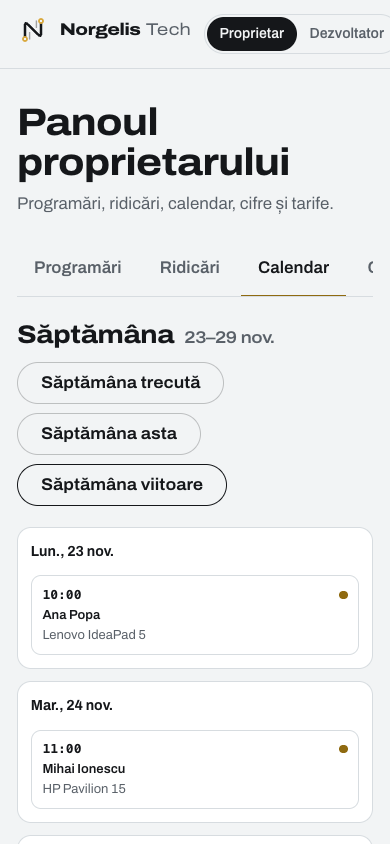 Norgelis Tech
Proprietar
Dezvoltator
Panoul
proprietarului
Programări, ridicări, calendar, cifre și tarife.
Programări
Ridicări
Calendar
Săptămâna 23–29 nov.
Săptămâna trecută
Săptămâna asta
Săptămâna viitoare
Lun., 23 nov.
10:00
Ana Popa
Lenovo IdeaPad 5
Mar., 24 nov.
11:00
Mihai Ionescu
HP Pavilion 15